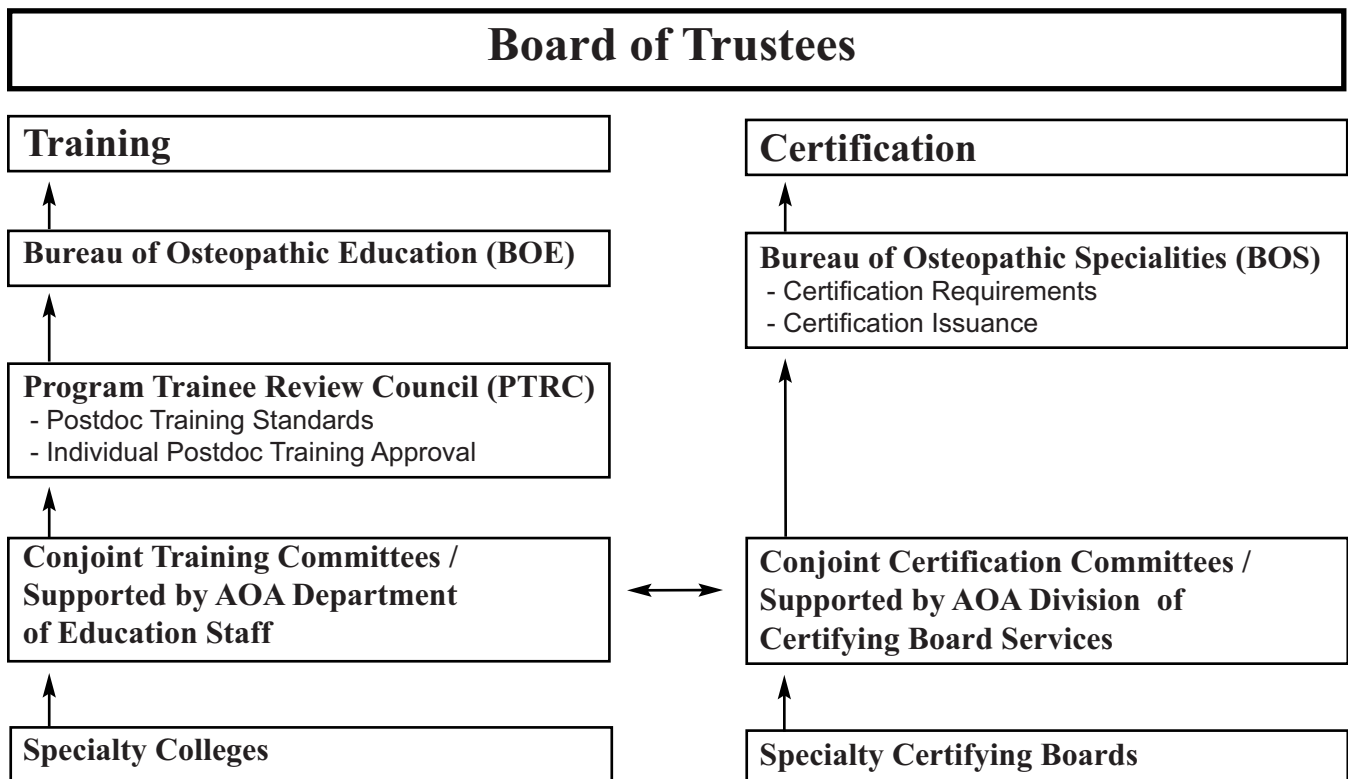 Board of Trustees
Training
Bureau of Osteopathic Education (BOE)
Program Trainee Review Council (PTRC)
- Postdoc Training Standards
- Individual Postdoc Training Approval
Conjoint Training Committees /
Supported by AOA Department
of Education Staff
Specialty Colleges
Certification
Bureau of Osteopathic Specialities (BOS)
- Certification Requirements
- Certification Issuance
Conjoint Certification Committees /
Supported by AOA Division of
Certifying Board Services
Specialty Certifying Boards